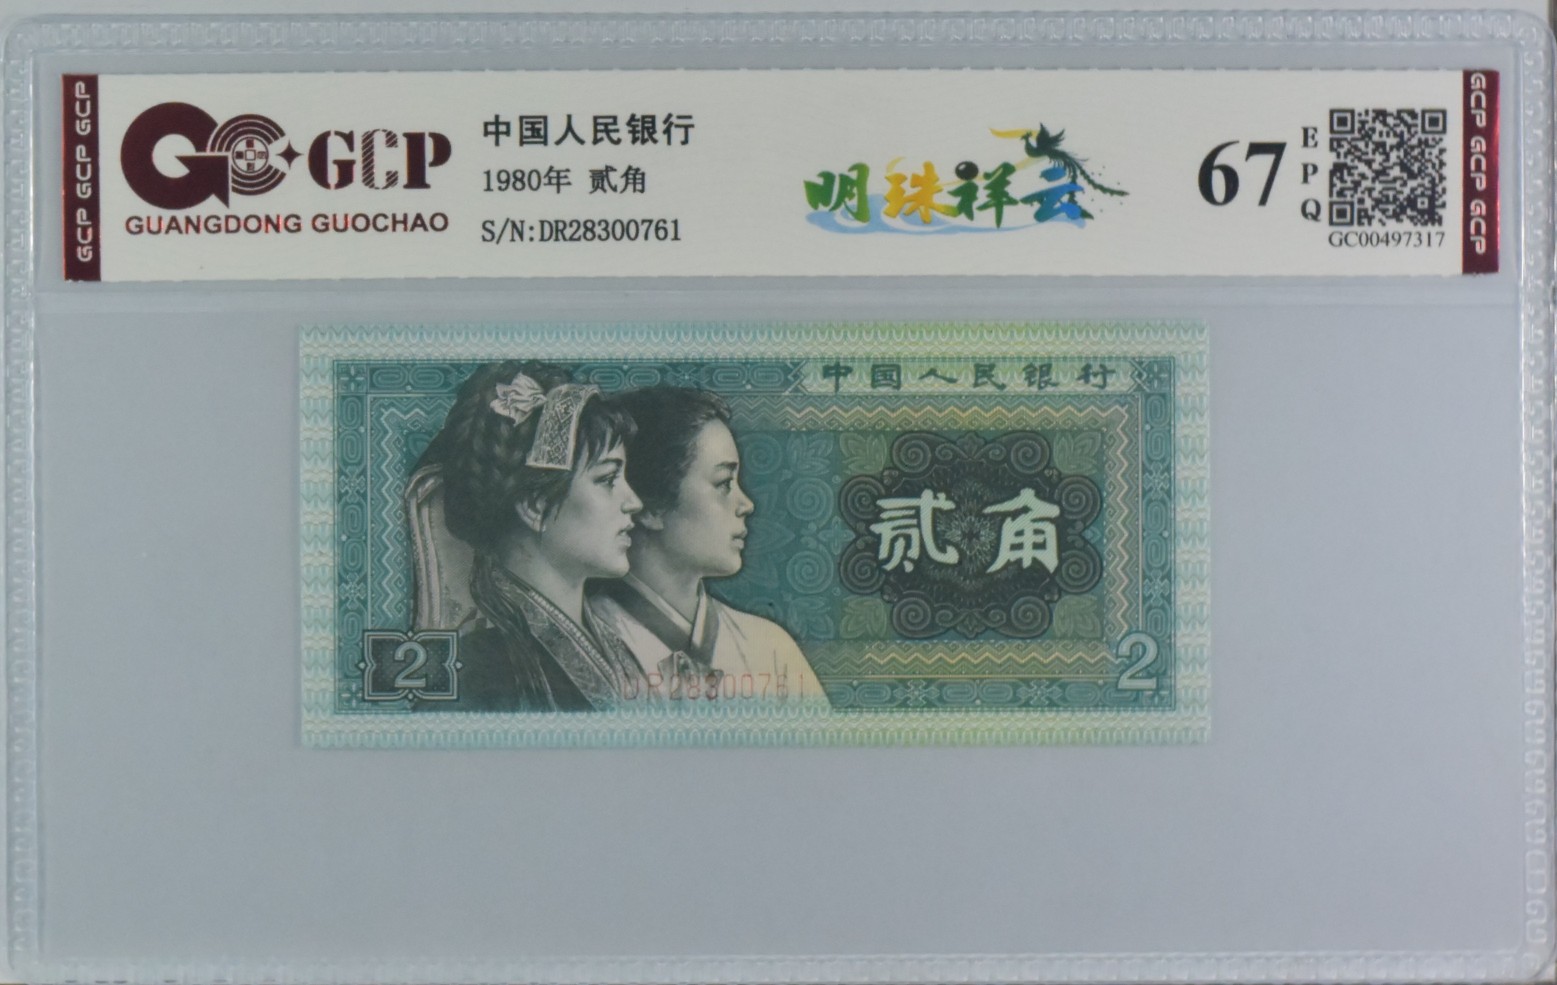 GCP GCP GCP
GCP
GUANGDONG GUOCHAO
中国人民银行
1980年 贰角
S/N:DR28300761
明珠祥云
67
EPQ
GC00497317
GCP GCP GCP
中国人民银行
贰角
2
2
DR28300761